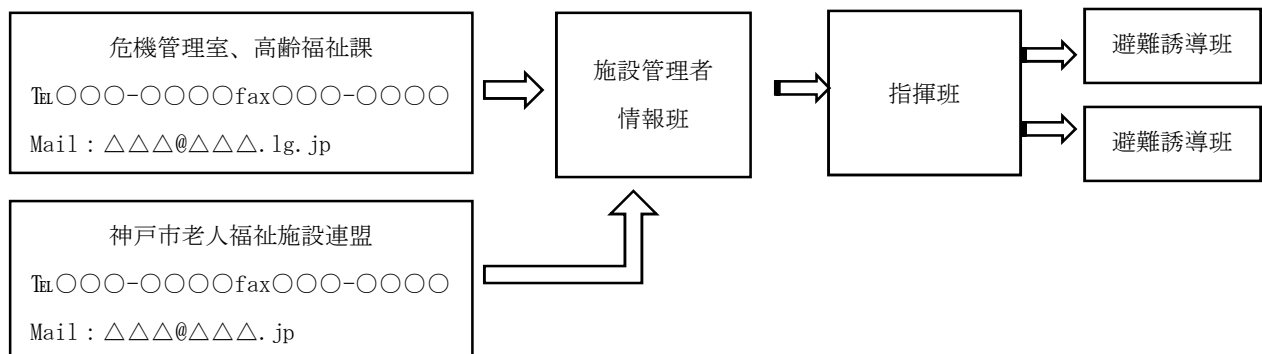 危機管理室、高齢福祉課
℡○○○-○○○○fax○○○-○○○○
Mail：△△△@△△△.lg.jp
施設管理者
情報班
指揮班
避難誘導班
避難誘導班
神戸市老人福祉施設連盟
℡○○○-○○○○fax○○○-○○○○
Mail：△△△@△△△.jp